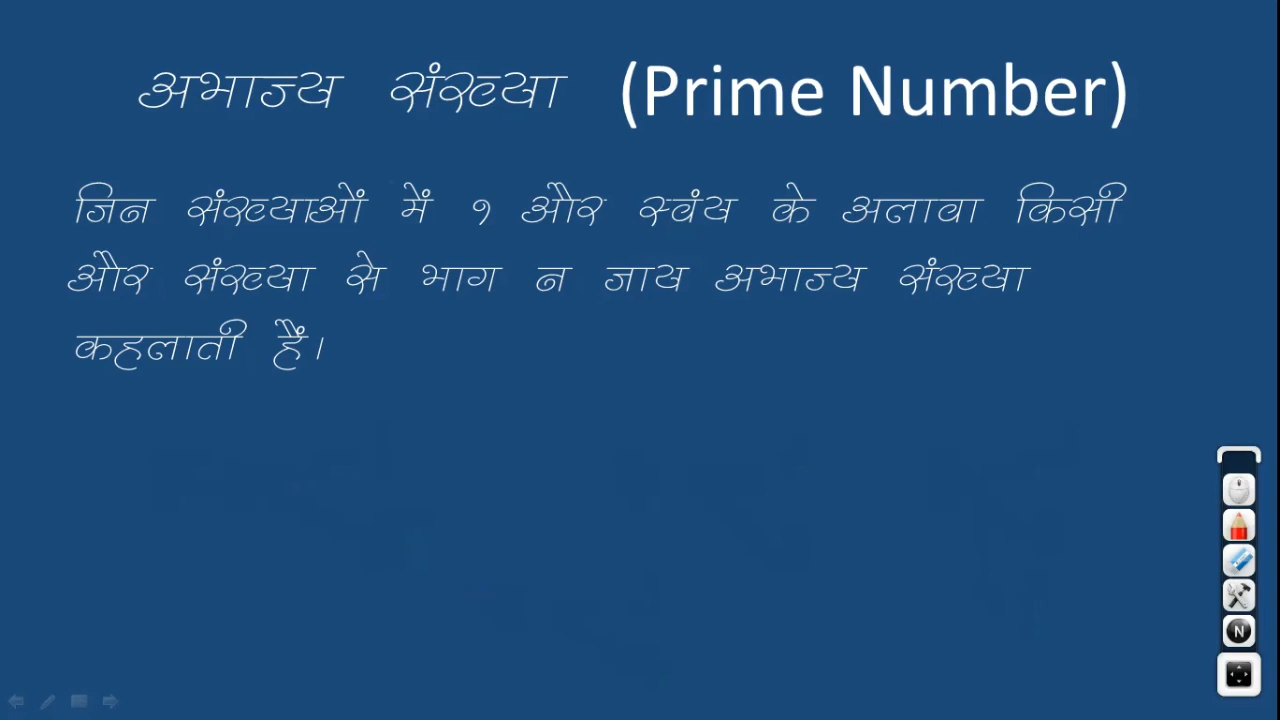 अभाज्य संख्या (Prime Number)
जिन संख्याओं में १ और स्वंय के अलावा किसी
और संख्या से भाग न जाय अभाज्य संख्या
कहलाती हैं।
N